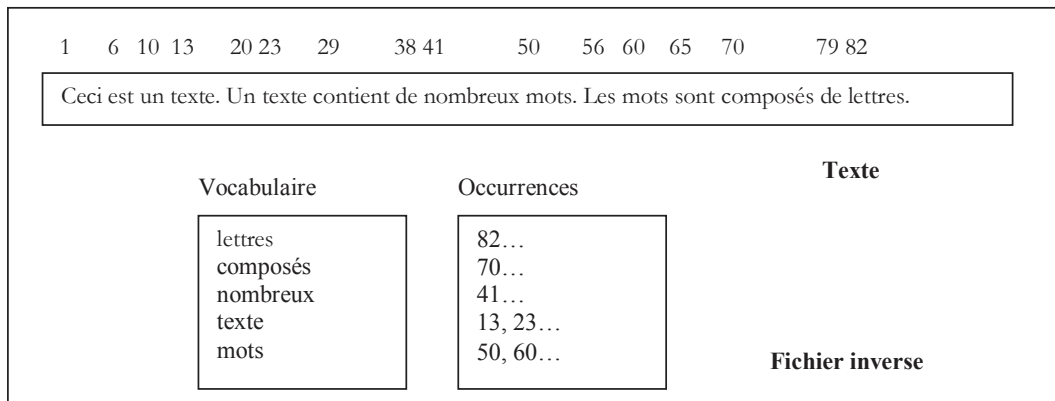 1 6 10 13 20 23 29 38 41 50 56 60 65 70 79 82
Ceci est un texte. Un texte contient de nombreux mots. Les mots sont composés de lettres.
Texte
Vocabulaire Occurrences
lettres 82…
composés 70…
nombreux 41…
texte 13, 23…
mots 50, 60…
Fichier inverse